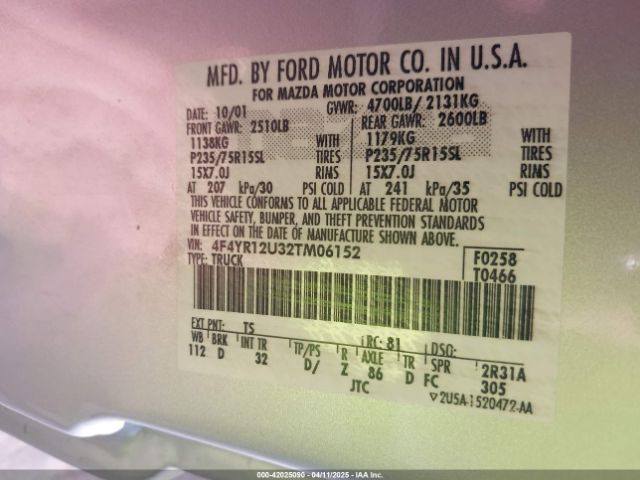 MFD. BY FORD MOTOR CO. IN U.S.A.
FOR MAZDA MOTOR CORPORATION
DATE: 10/01 GVWR: 4700LB/ 2131KG
FRONT GAWR: 2510LB REAR GAWR: 2600LB
1138KG WITH 1179KG WITH
P235/75R15SL TIRES P235/75R15SL TIRES
15X7.0J RIMS 15X7.0J RIMS
AT 207 kPa/30 PSI COLD AT 241 kPa/35 PSI COLD
THIS VEHICLE CONFORMS TO ALL APPLICABLE FEDERAL MOTOR
VEHICLE SAFETY, BUMPER, AND THEFT PREVENTION STANDARDS
IN EFFECT ON THE DATE OF MANUFACTURE SHOWN ABOVE.
VIN: 4F4YR12U32TM06152 F0258
TYPE: TRUCK T0466
EXT PNT: TS RC: 81 DSO:
WB BRK INT TR TP/PS R AXLE TR SPR 2R31A
112 D 32 D/ Z 86 D FC 305
JTC ▽2U5A-1520472-AA
000-42025090 - 04/11/2025 - IAA Inc.